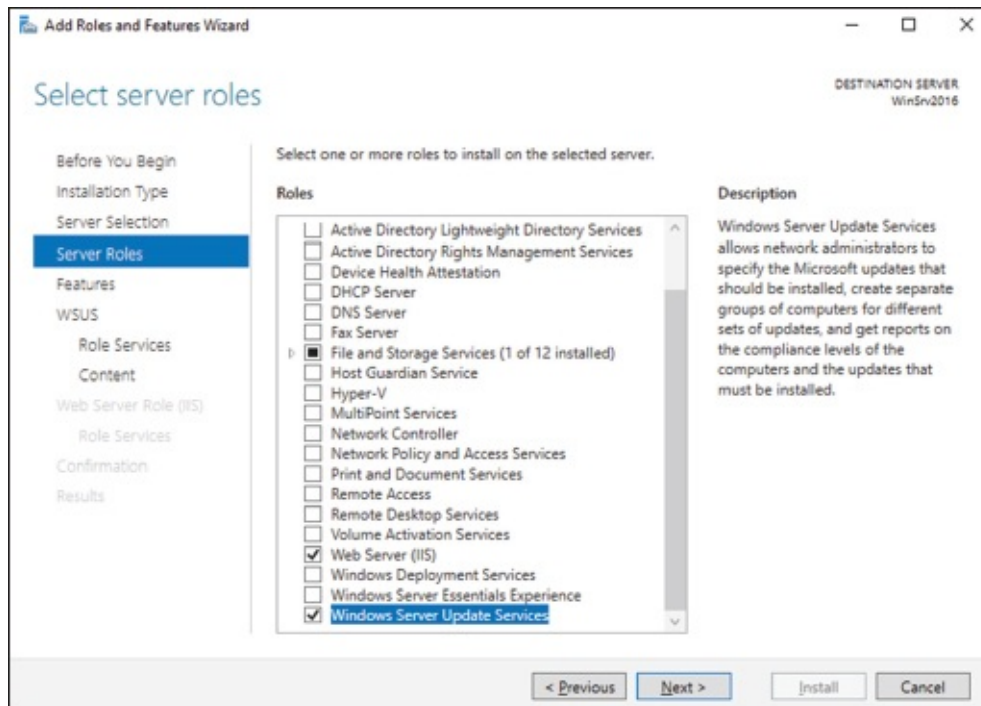 Add Roles and Features Wizard
Select server roles
DESTINATION SERVER
WinSrv2016
Before You Begin
Installation Type
Server Selection
Server Roles
Features
WSUS
Role Services
Content
Web Server Role (IIS)
Role Services
Confirmation
Results
Select one or more roles to install on the selected server.
Roles
Active Directory Lightweight Directory Services
Active Directory Rights Management Services
Device Health Attestation
DHCP Server
DNS Server
Fax Server
File and Storage Services (1 of 12 installed)
Host Guardian Service
Hyper-V
MultiPoint Services
Network Controller
Network Policy and Access Services
Print and Document Services
Remote Access
Remote Desktop Services
Volume Activation Services
Web Server (IIS)
Windows Deployment Services
Windows Server Essentials Experience
Windows Server Update Services
Description
Windows Server Update Services
allows network administrators to
specify the Microsoft updates that
should be installed, create separate
groups of computers for different
sets of updates, and get reports on
the compliance levels of the
computers and the updates that
must be installed.
< Previous
Next >
Install
Cancel